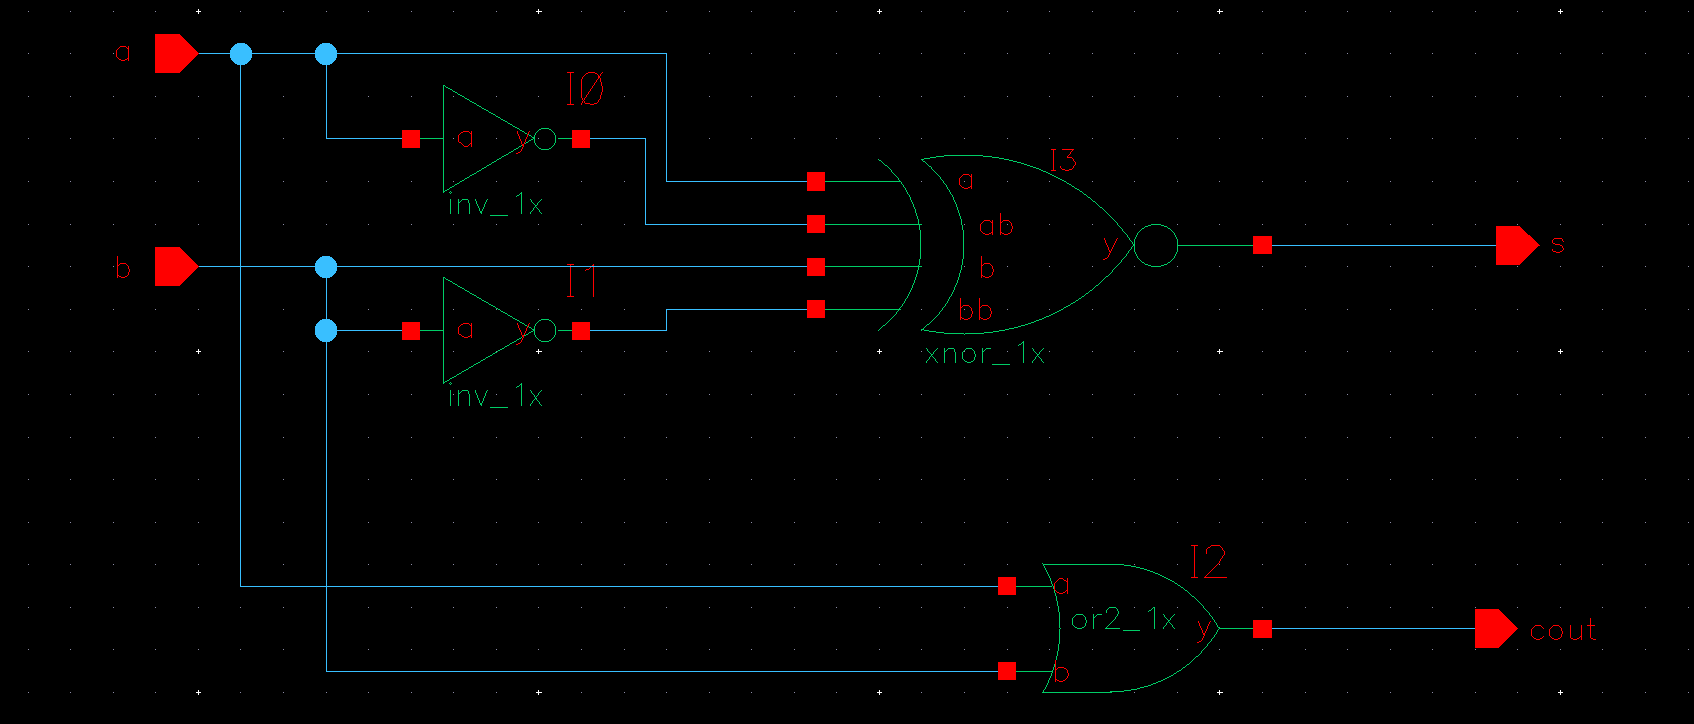 a
I0
a y
inv_1x
I3
a
ab
y
s
b
b
I1
bb
a y
inv_1x
xnor_1x
I2
a
or2_1x
y
cout
b